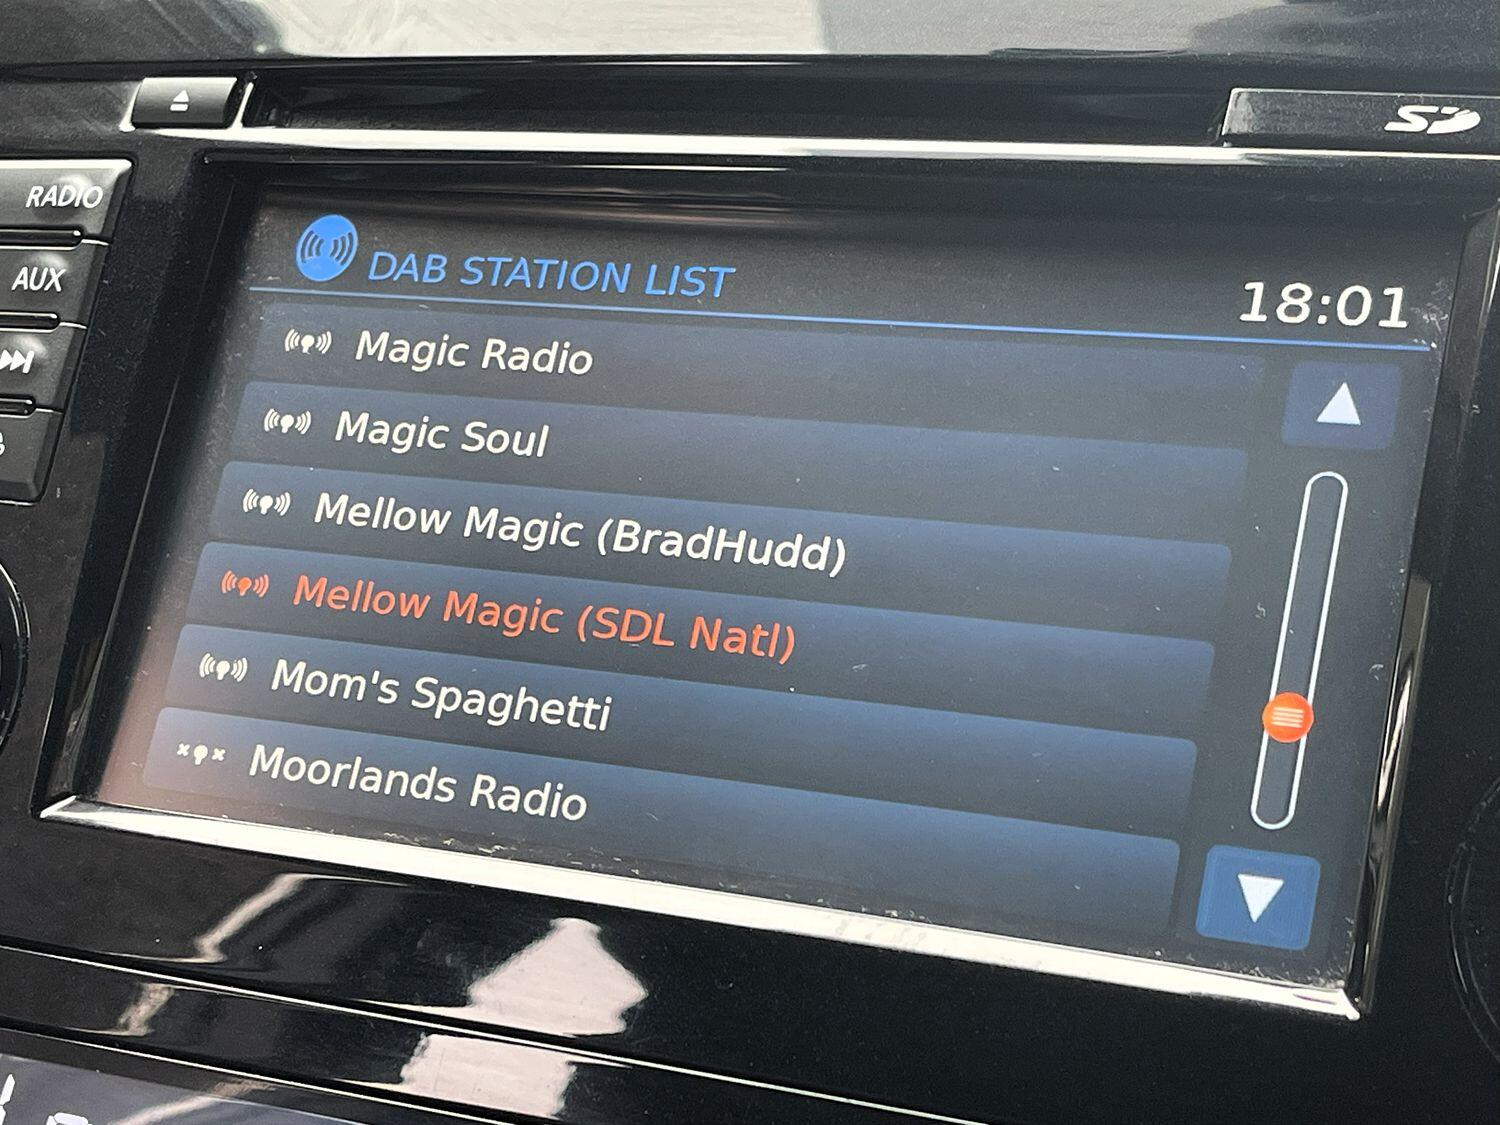 SD
RADIO
AUX
DAB STATION LIST
18:01
Magic Radio
Magic Soul
Mellow Magic (BradHudd)
Mellow Magic (SDL Natl)
Mom's Spaghetti
Moorlands Radio